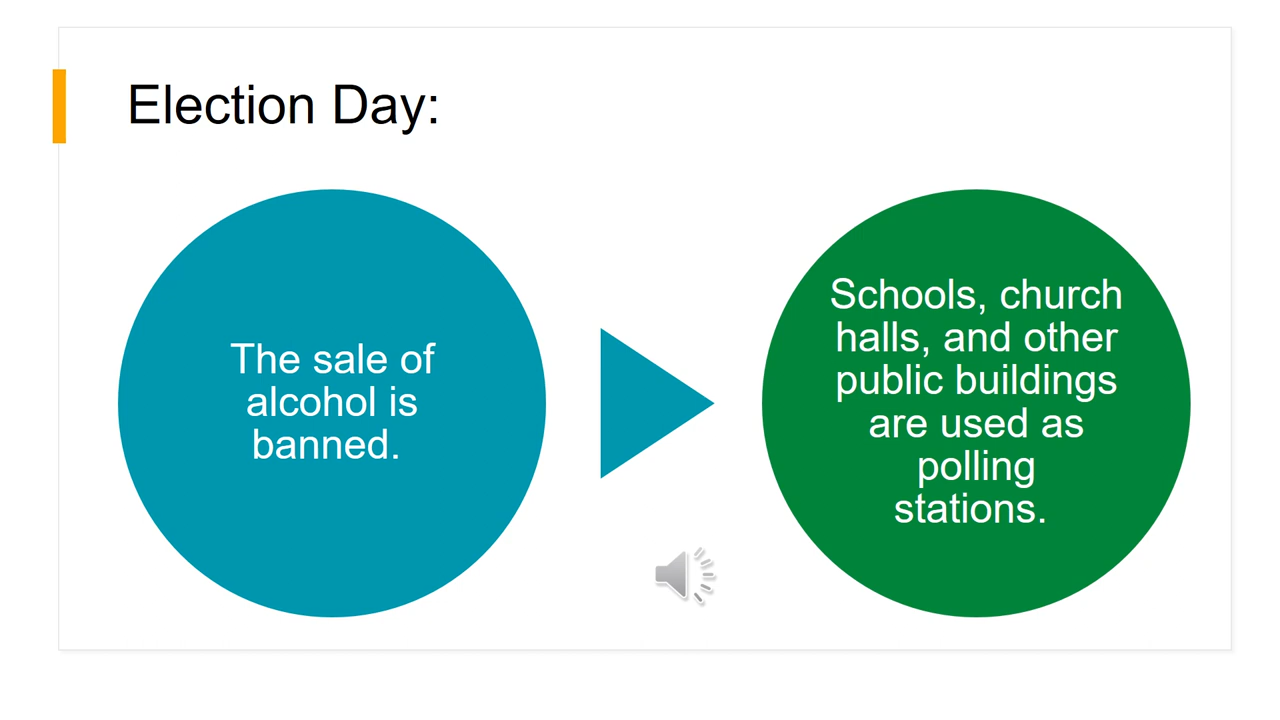 Election Day:
The sale of
alcohol is
banned.
Schools, church
halls, and other
public buildings
are used as
polling
stations.